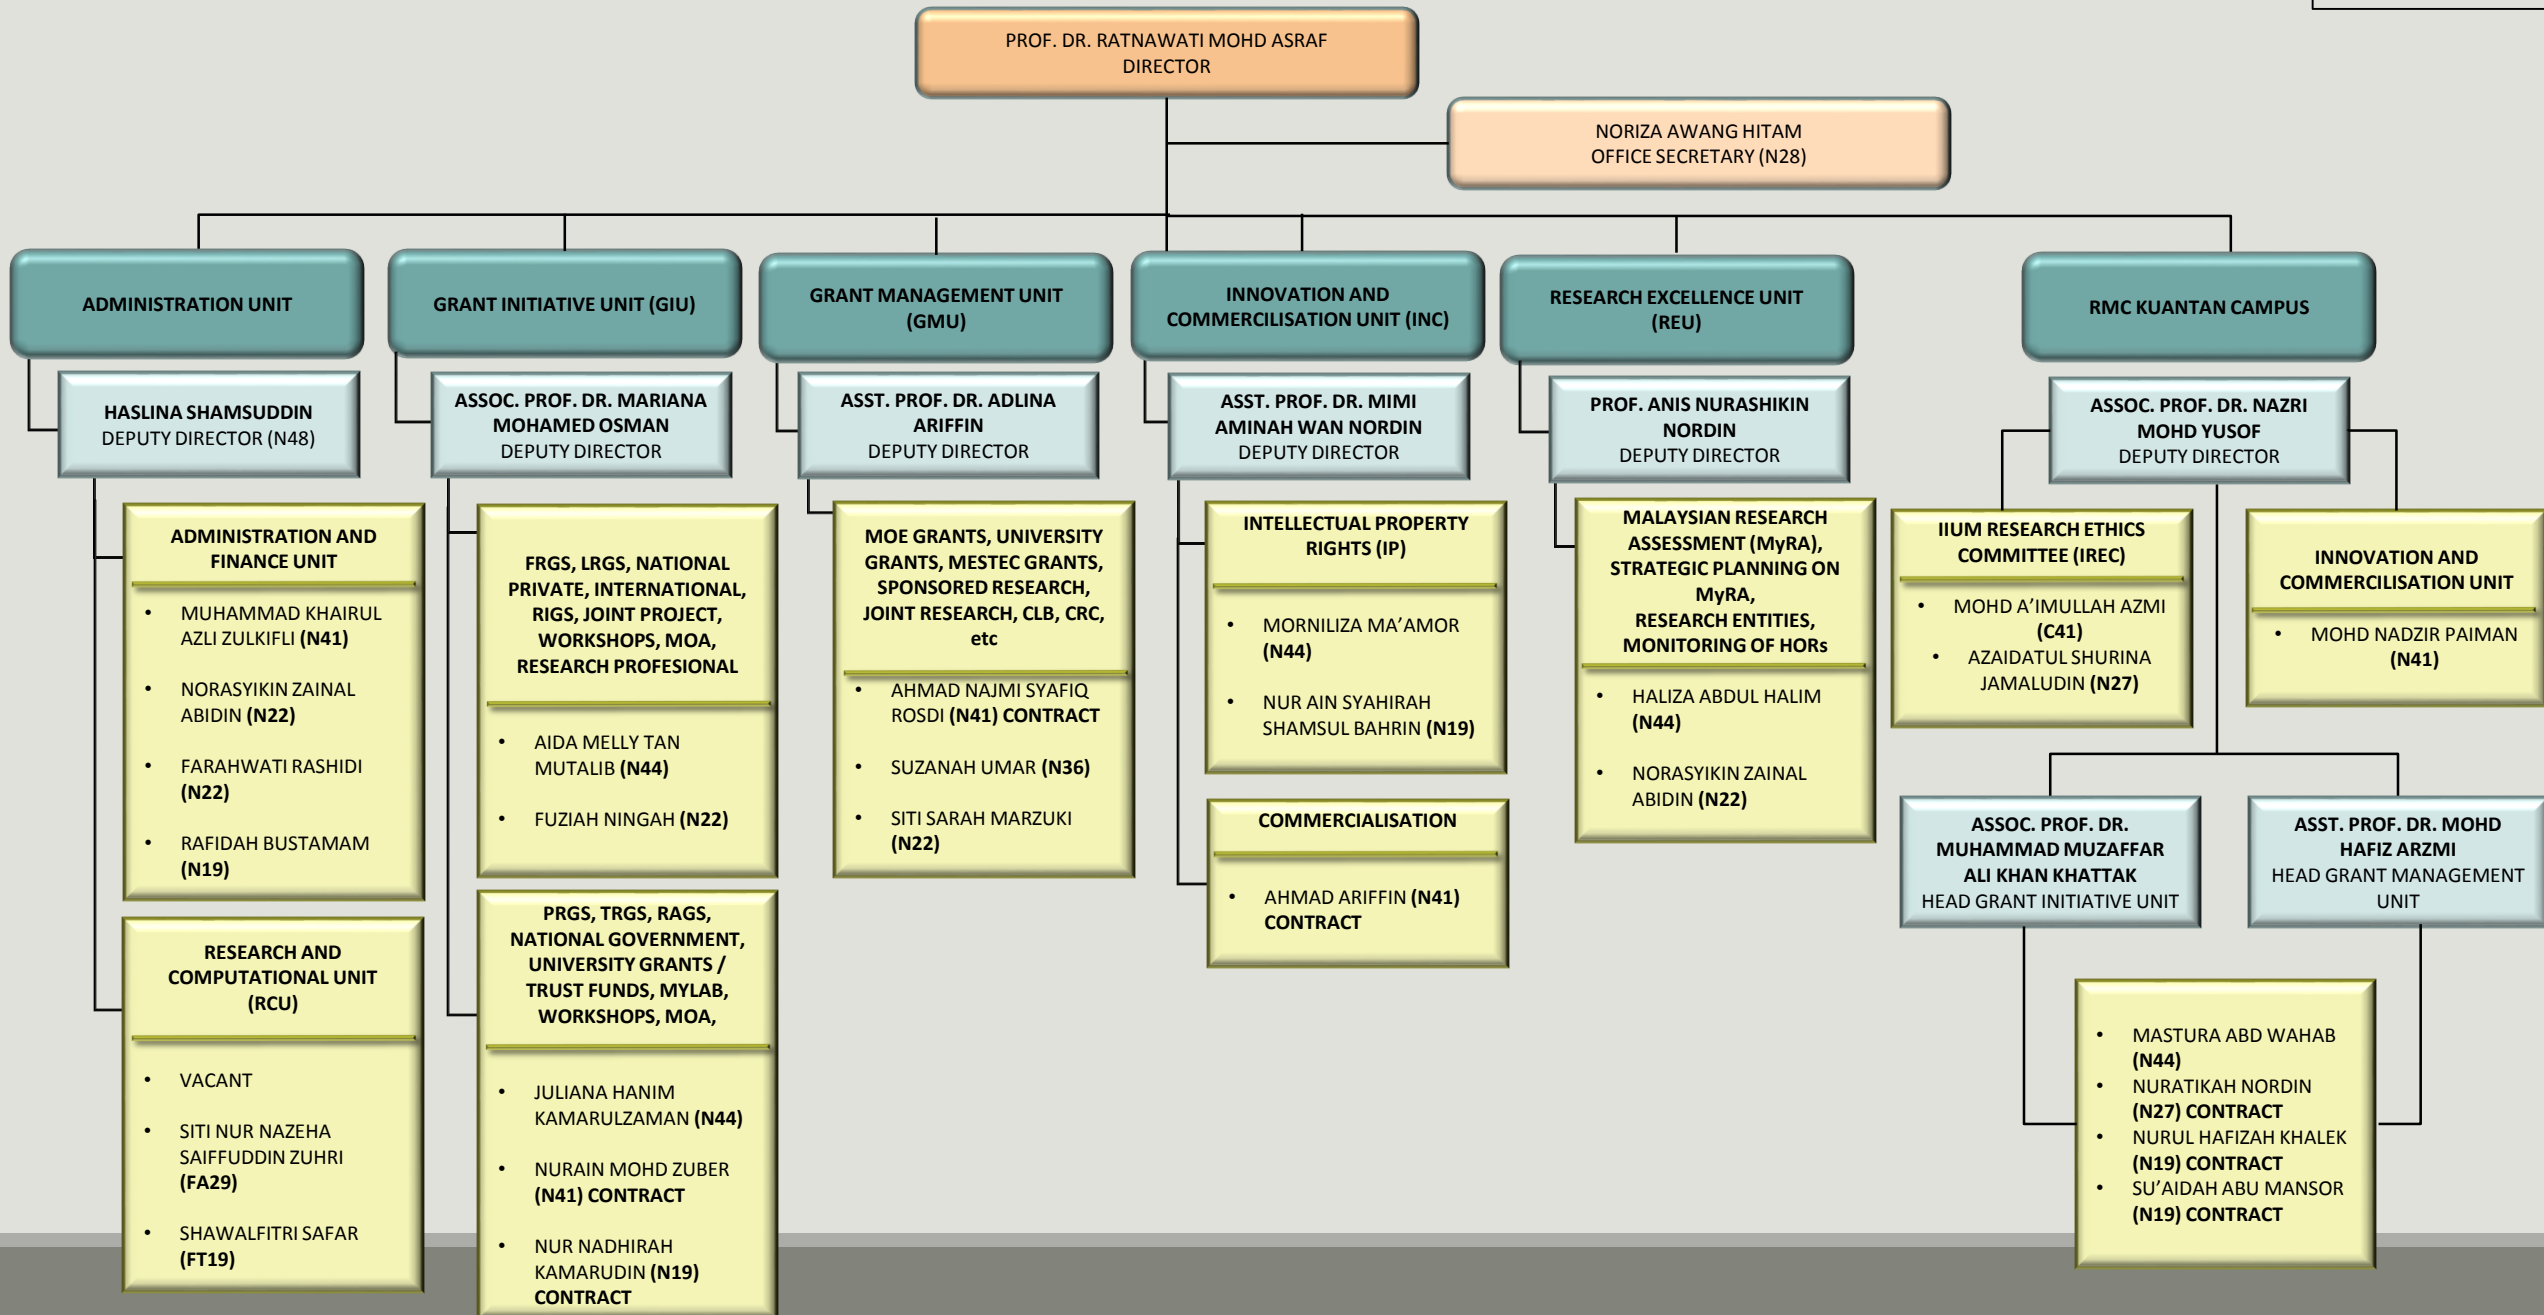 PROF. DR. RATNAWATI MOHD ASRAF
DIRECTOR
NORIZA AWANG HITAM
OFFICE SECRETARY (N28)
ADMINISTRATION UNIT
HASLINA SHAMSUDDIN
DEPUTY DIRECTOR (N48)
ADMINISTRATION AND
FINANCE UNIT
• MUHAMMAD KHAIRUL
AZLI ZULKIFLI (N41)
• NORASYIKIN ZAINAL
ABIDIN (N22)
• FARAHWATI RASHIDI
(N22)
• RAFIDAH BUSTAMAM
(N19)
RESEARCH AND
COMPUTATIONAL UNIT
(RCU)
• VACANT
• SITI NUR NAZEHA
SAIFFUDDIN ZUHRI
(FA29)
• SHAWALFITRI SAFAR
(FT19)
GRANT INITIATIVE UNIT (GIU)
ASSOC. PROF. DR. MARIANA
MOHAMED OSMAN
DEPUTY DIRECTOR
FRGS, LRGS, NATIONAL
PRIVATE, INTERNATIONAL,
RIGS, JOINT PROJECT,
WORKSHOPS, MOA,
RESEARCH PROFESIONAL
• AIDA MELLY TAN
MUTALIB (N44)
• FUZIAH NINGAH (N22)
PRGS, TRGS, RAGS,
NATIONAL GOVERNMENT,
UNIVERSITY GRANTS /
TRUST FUNDS, MYLAB,
WORKSHOPS, MOA,
• JULIANA HANIM
KAMARULZAMAN (N44)
• NURAIN MOHD ZUBER
(N41) CONTRACT
• NUR NADHIRAH
KAMARUDIN (N19)
CONTRACT
GRANT MANAGEMENT UNIT
(GMU)
ASST. PROF. DR. ADLINA
ARIFFIN
DEPUTY DIRECTOR
MOE GRANTS, UNIVERSITY
GRANTS, MESTEC GRANTS,
SPONSORED RESEARCH,
JOINT RESEARCH, CLB, CRC,
etc
• AHMAD NAJMI SYAFIQ
ROSDI (N41) CONTRACT
• SUZANAH UMAR (N36)
• SITI SARAH MARZUKI
(N22)
INNOVATION AND
COMMERCILISATION UNIT (INC)
ASST. PROF. DR. MIMI
AMINAH WAN NORDIN
DEPUTY DIRECTOR
INTELLECTUAL PROPERTY
RIGHTS (IP)
• MORNILIZA MA’AMOR
(N44)
• NUR AIN SYAHIRAH
SHAMSUL BAHRIN (N19)
COMMERCIALISATION
• AHMAD ARIFFIN (N41)
CONTRACT
RESEARCH EXCELLENCE UNIT
(REU)
PROF. ANIS NURASHIKIN
NORDIN
DEPUTY DIRECTOR
MALAYSIAN RESEARCH
ASSESSMENT (MyRA),
STRATEGIC PLANNING ON
MyRA,
RESEARCH ENTITIES,
MONITORING OF HORs
• HALIZA ABDUL HALIM
(N44)
• NORASYIKIN ZAINAL
ABIDIN (N22)
RMC KUANTAN CAMPUS
ASSOC. PROF. DR. NAZRI
MOHD YUSOF
DEPUTY DIRECTOR
IIUM RESEARCH ETHICS
COMMITTEE (IREC)
• MOHD A’IMULLAH AZMI
(C41)
• AZAIDATUL SHURINA
JAMALUDIN (N27)
INNOVATION AND
COMMERCILISATION UNIT
• MOHD NADZIR PAIMAN
(N41)
ASSOC. PROF. DR.
MUHAMMAD MUZAFFAR
ALI KHAN KHATTAK
HEAD GRANT INITIATIVE UNIT
ASST. PROF. DR. MOHD
HAFIZ ARZMI
HEAD GRANT MANAGEMENT
UNIT
• MASTURA ABD WAHAB
(N44)
• NURATIKAH NORDIN
(N27) CONTRACT
• NURUL HAFIZAH KHALEK
(N19) CONTRACT
• SU’AIDAH ABU MANSOR
(N19) CONTRACT